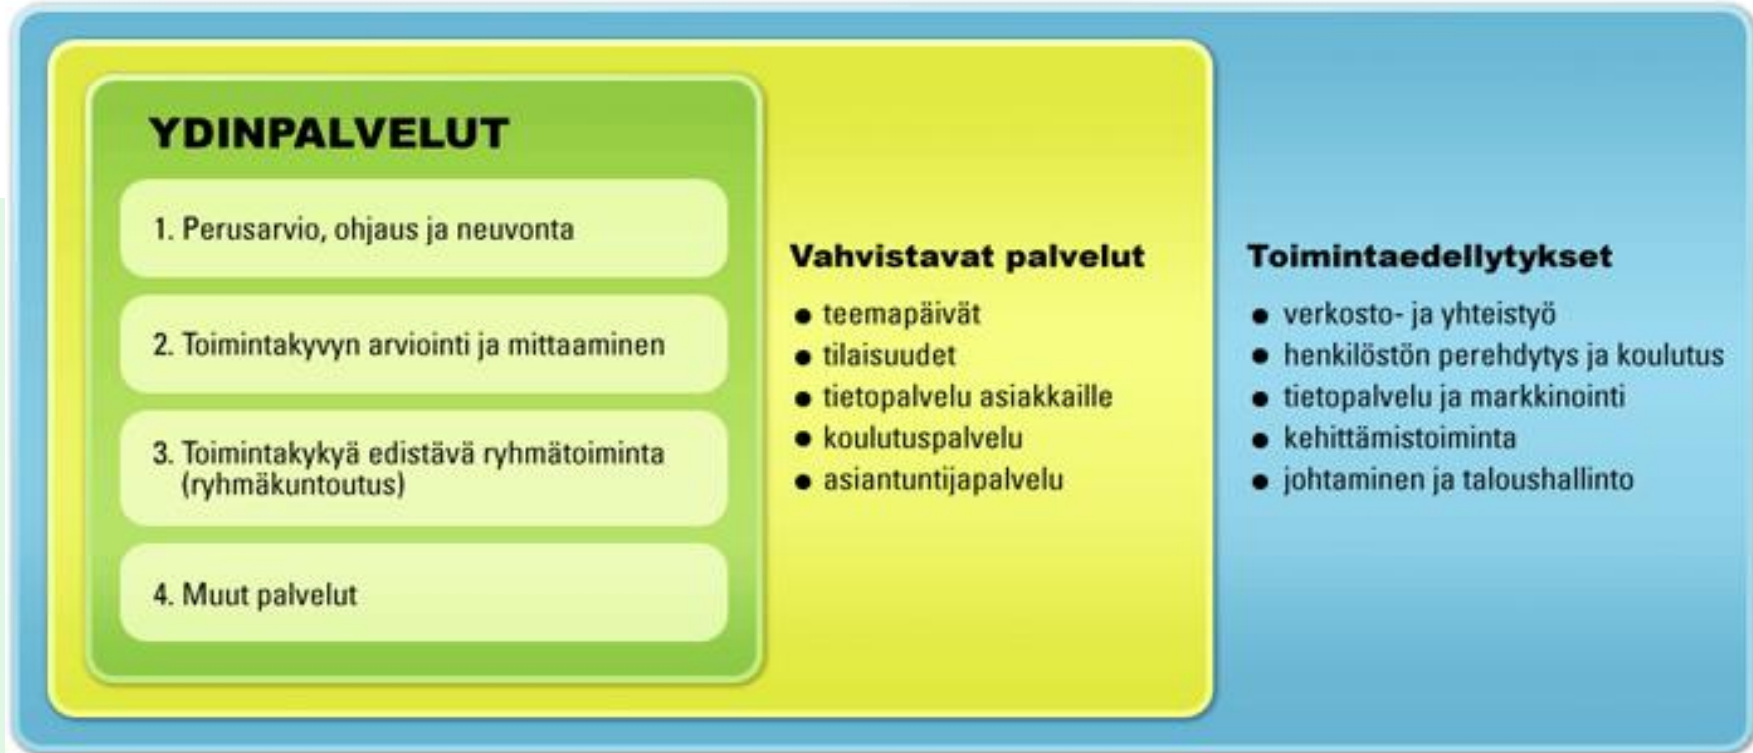 YDINPALVELUT
1. Perusarvio, ohjaus ja neuvonta
2. Toimintakyvyn arviointi ja mittaaminen
3. Toimintakykyä edistävä ryhmätoiminta
(ryhmäkuntoutus)
4. Muut palvelut
Vahvistavat palvelut
• teemapäivät
• tilaisuudet
• tietopalvelu asiakkaille
• koulutuspalvelu
• asiantuntijapalvelu
Toimintaedellytykset
• verkosto- ja yhteistyö
• henkilöstön perehdytys ja koulutus
• tietopalvelu ja markkinointi
• kehittämistoiminta
• johtaminen ja taloushallinto